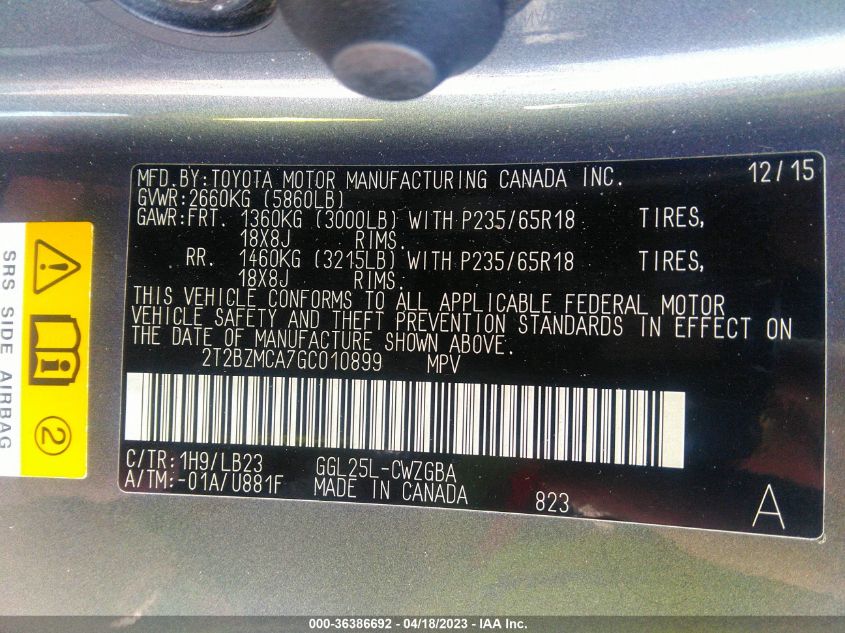 MFD. BY: TOYOTA MOTOR MANUFACTURING CANADA INC. 12/15
GVWR: 2660KG (5860LB)
GAWR: FRT. 1360KG (3000LB) WITH P235/65R18 TIRES,
18X8J RIMS.
RR. 1460KG (3215LB) WITH P235/65R18 TIRES,
18X8J RIMS.
THIS VEHICLE CONFORMS TO ALL APPLICABLE FEDERAL MOTOR
VEHICLE SAFETY AND THEFT PREVENTION STANDARDS IN EFFECT ON
THE DATE OF MANUFACTURE SHOWN ABOVE.
2T2BZMCA7GC010899 MPV
C/TR: 1H9/LB23 GGL25L-CWZGBA
A/TM: -01A/U881F MADE IN CANADA 823 A
SRS SIDE AIRBAG
2
000-36386692 - 04/18/2023 - IAA Inc.